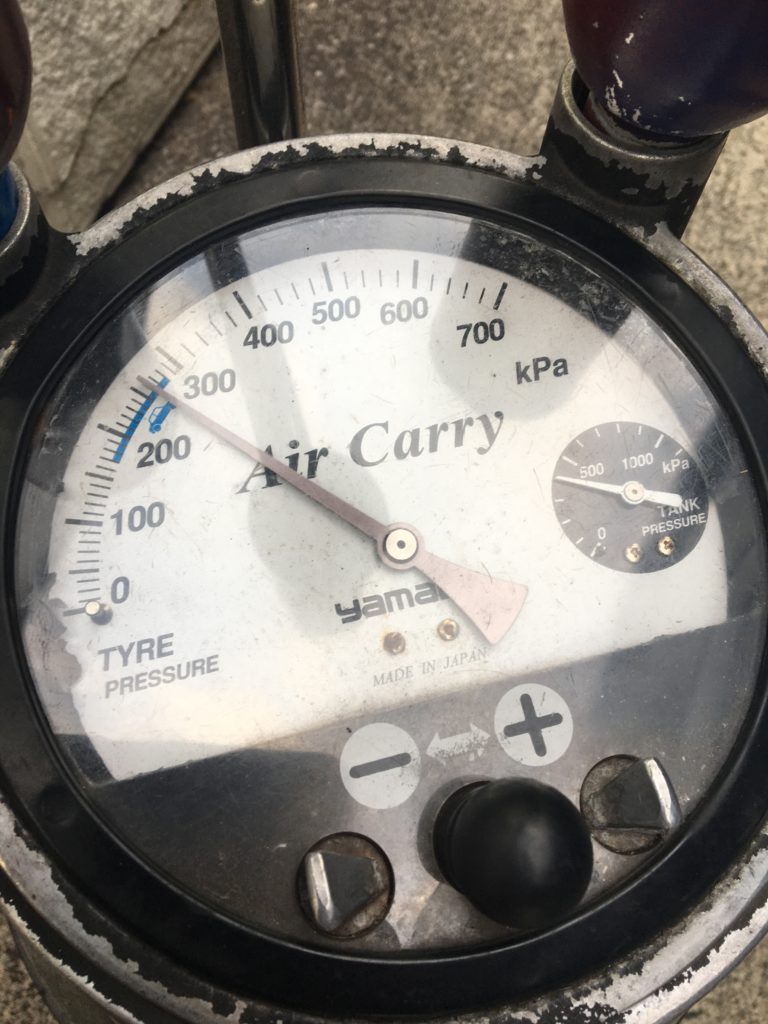 0
100
200
300
400
500
600
700
kPa
Air Carry
500
1000
kPa
0
TANK
PRESSURE
yama
TYRE
PRESSURE
MADE IN JAPAN
− +